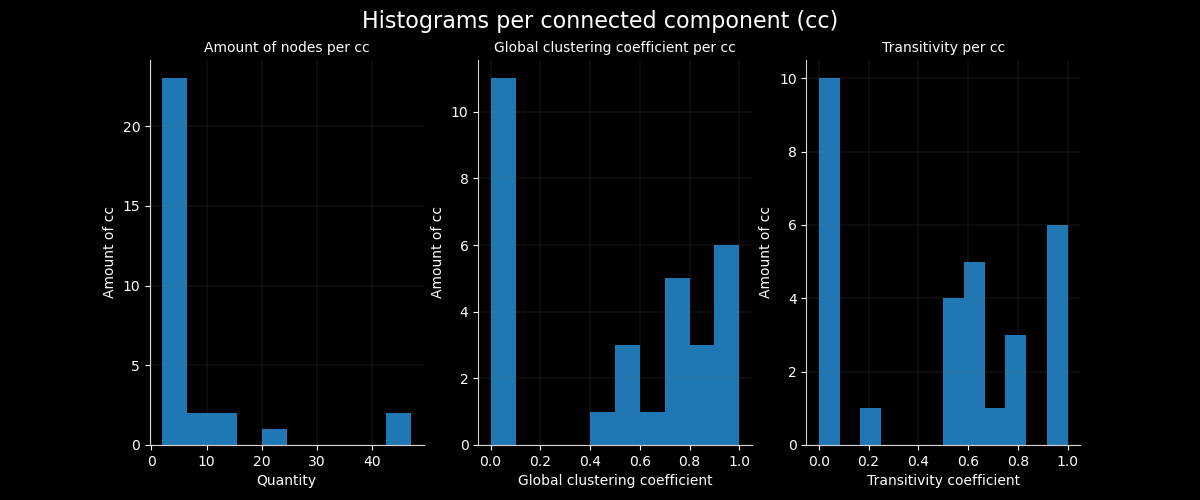 Histograms per connected component (cc)
Amount of nodes per cc
Amount of cc
20
15
10
5
0
0 10 20 30 40
Quantity
Global clustering coefficient per cc
Amount of cc
10
8
6
4
2
0
0.0 0.2 0.4 0.6 0.8 1.0
Global clustering coefficient
Transitivity per cc
Amount of cc
10
8
6
4
2
0
0.0 0.2 0.4 0.6 0.8 1.0
Transitivity coefficient